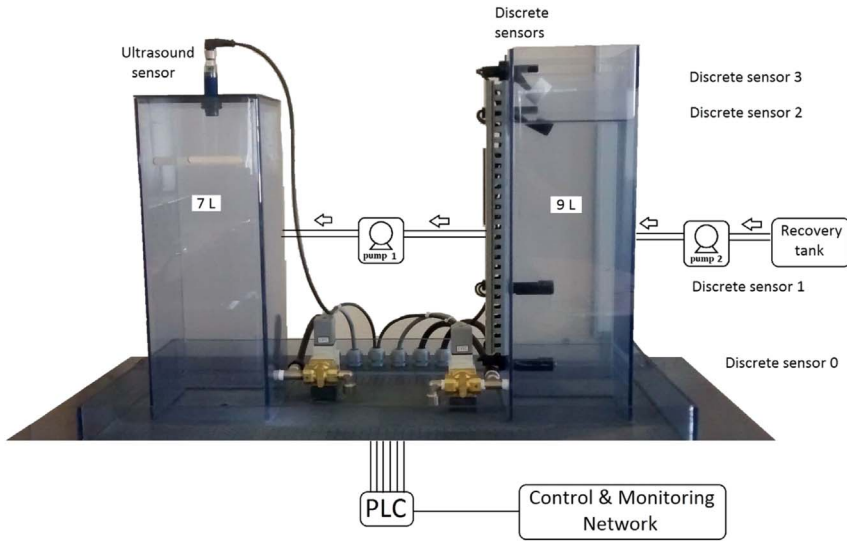 Discrete
sensors
Ultrasound
sensor
Discrete sensor 3
Discrete sensor 2
7 L
9 L
pump 1
pump 2
Recovery
tank
Discrete sensor 1
Discrete sensor 0
PLC
Control & Monitoring
Network